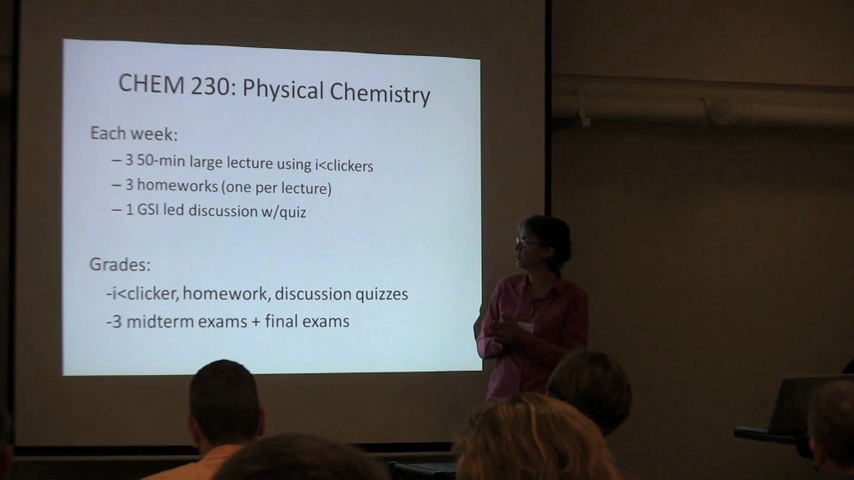 CHEM 230: Physical Chemistry
Each week:
– 3 50-min large lecture using i<clickers
– 3 homeworks (one per lecture)
– 1 GSI led discussion w/quiz
Grades:
-i<clicker, homework, discussion quizzes
-3 midterm exams + final exams